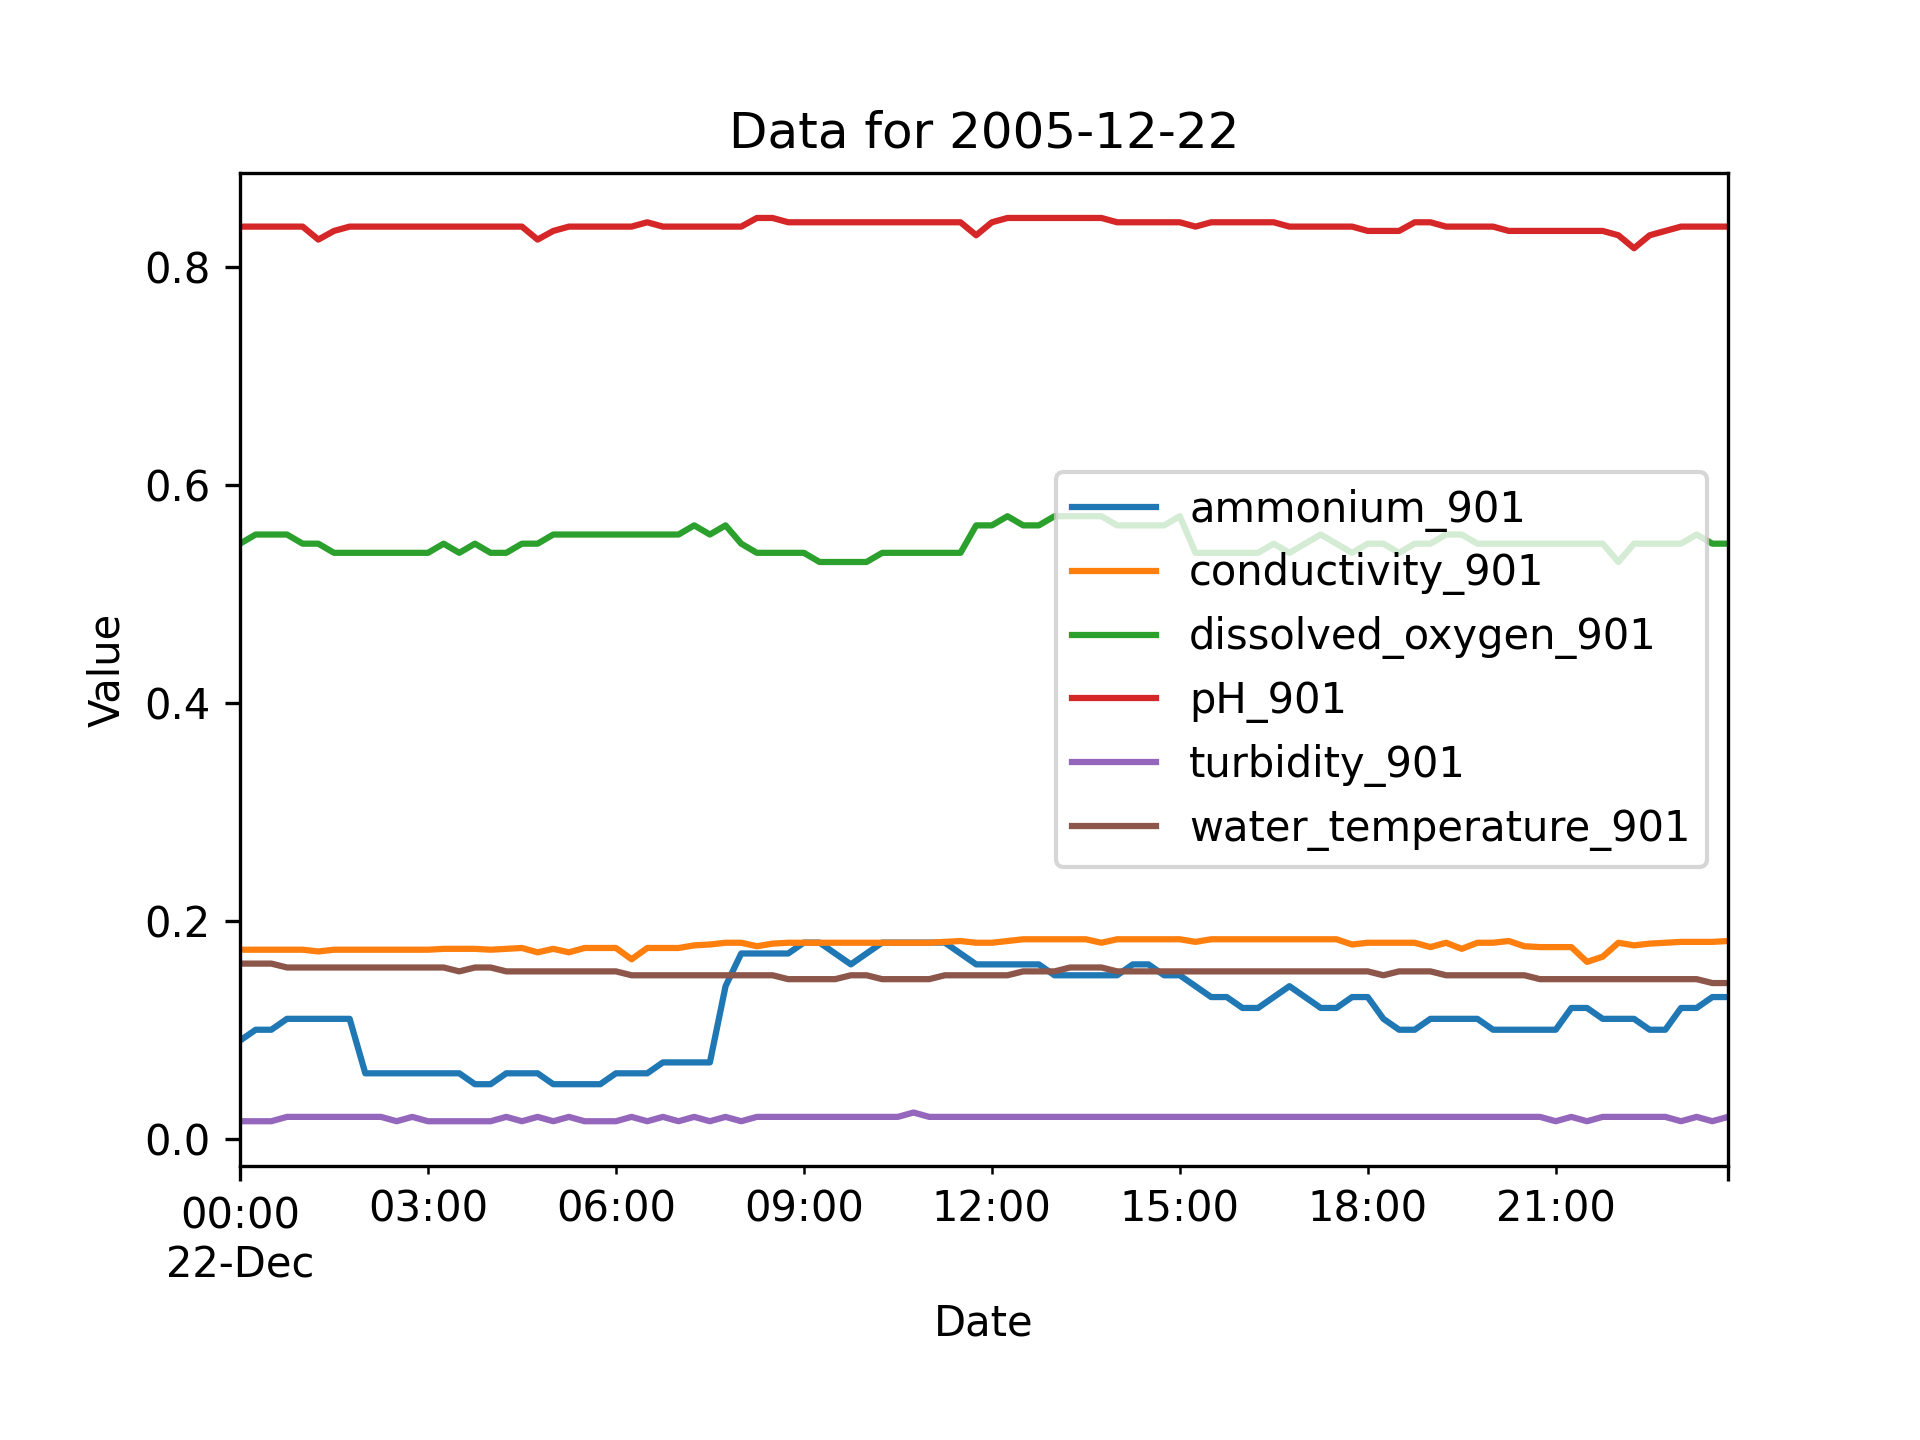 Data for 2005-12-22
Value
0.8
0.6
0.4
0.2
0.0
ammonium_901
conductivity_901
dissolved_oxygen_901
pH_901
turbidity_901
water_temperature_901
00:00 03:00 06:00 09:00 12:00 15:00 18:00 21:00
22-Dec
Date